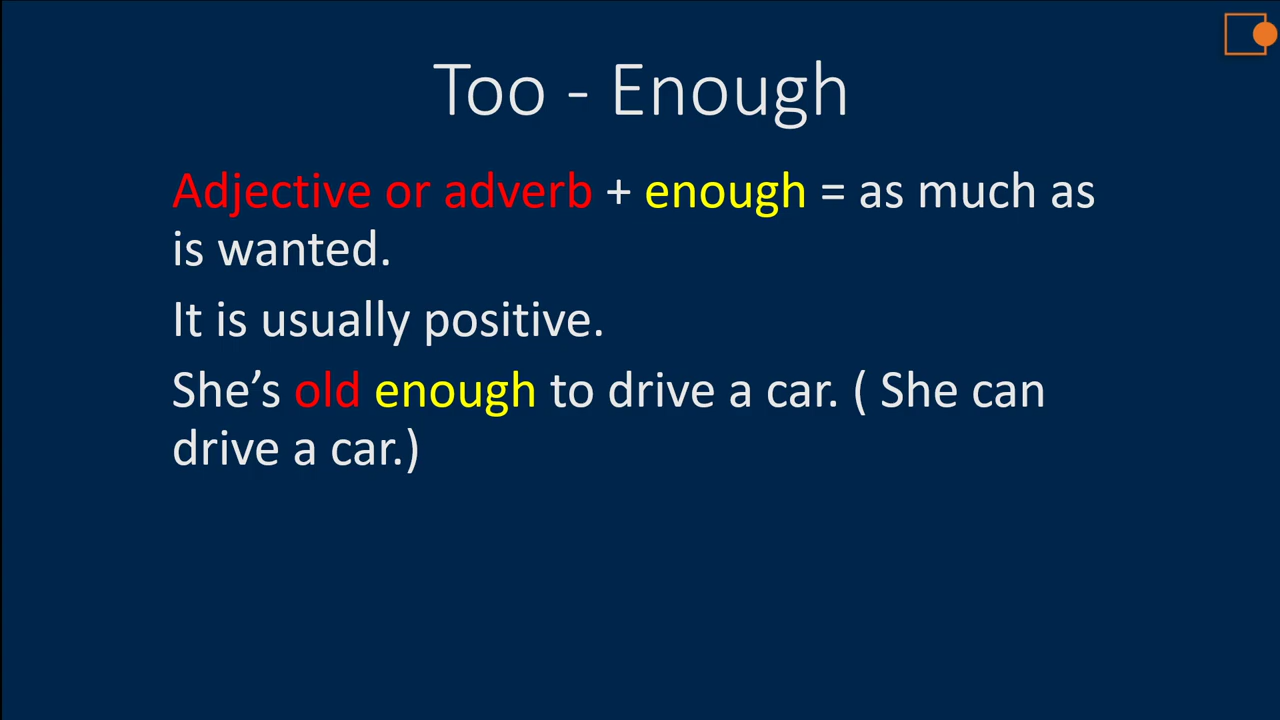 Too - Enough
Adjective or adverb + enough = as much as
is wanted.
It is usually positive.
She’s old enough to drive a car. ( She can
drive a car.)